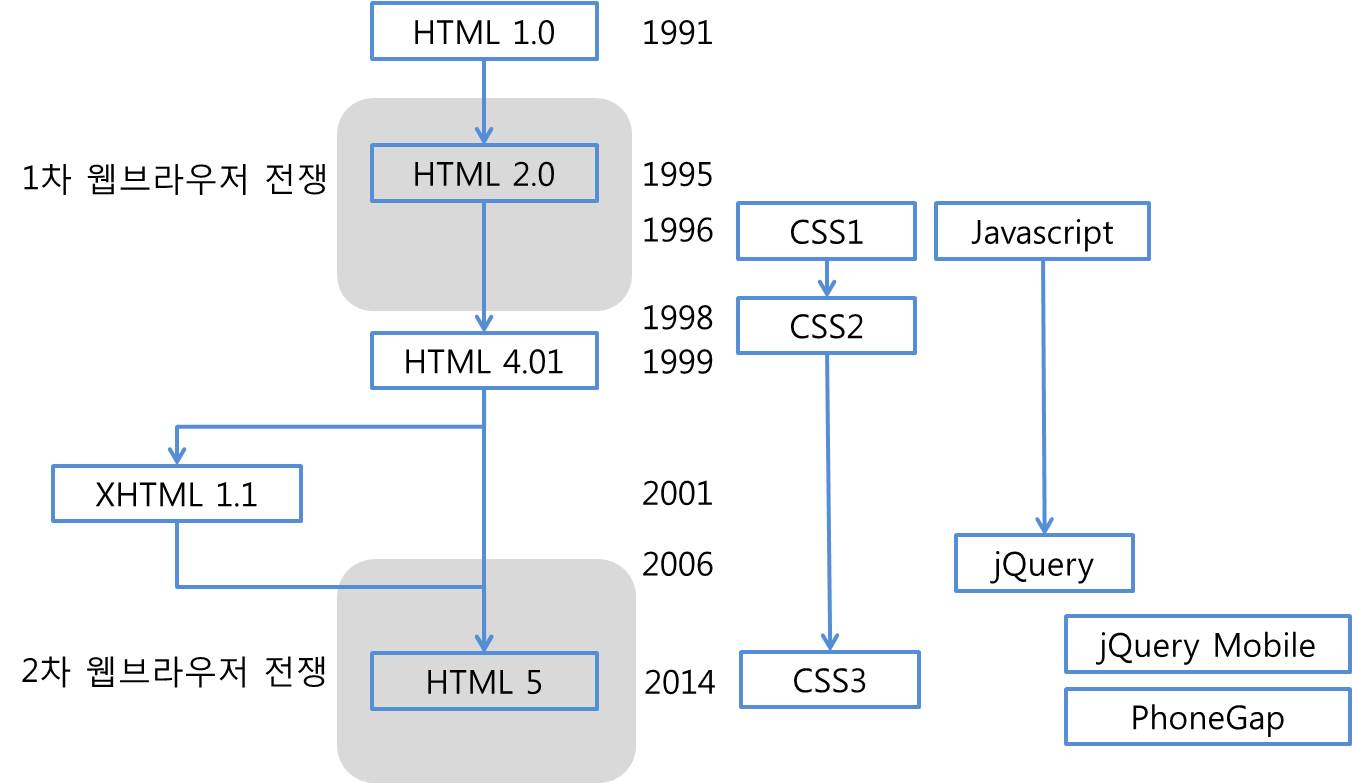 HTML 1.0
1991
1차 웹브라우저 전쟁
HTML 2.0
1995
1996
CSS1
Javascript
1998
CSS2
HTML 4.01
1999
XHTML 1.1
2001
2006
jQuery
jQuery Mobile
2차 웹브라우저 전쟁
HTML 5
2014
CSS3
PhoneGap